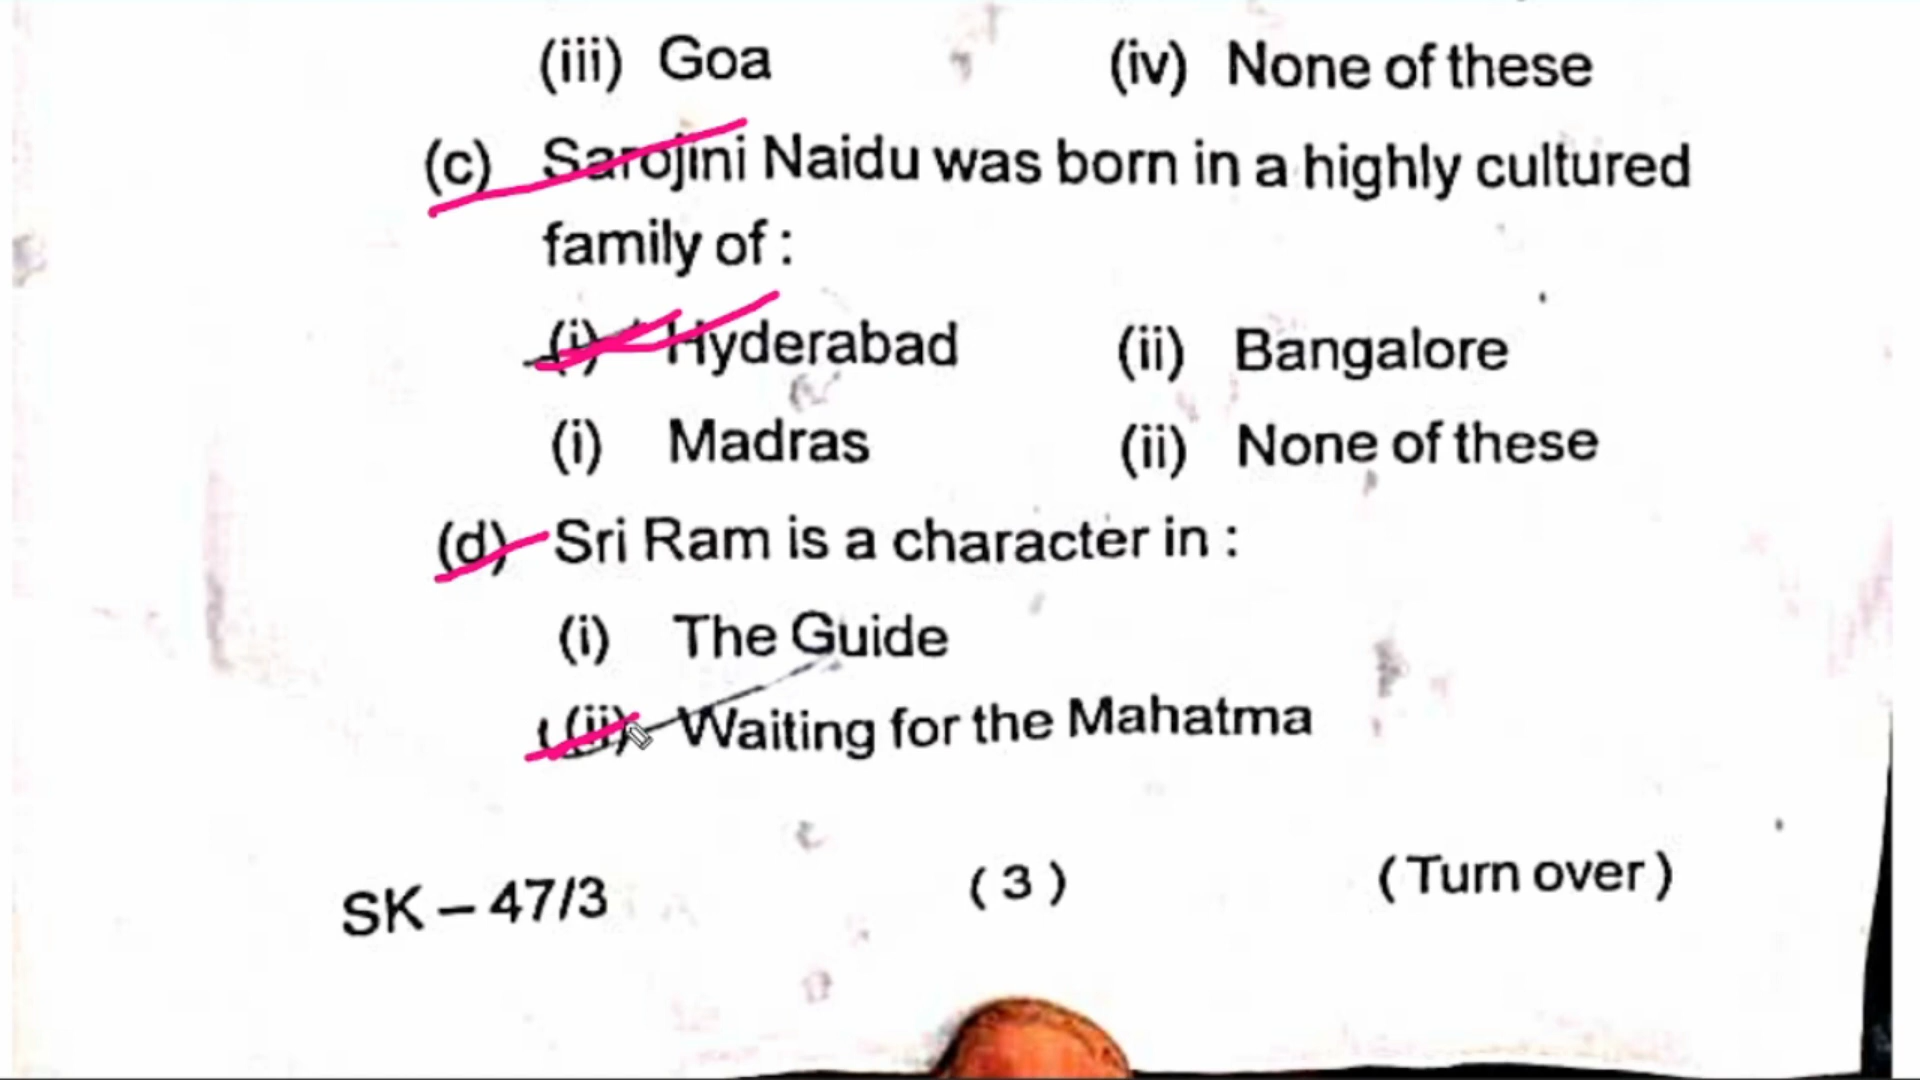 (iii) Goa (iv) None of these
(c) Sarojini Naidu was born in a highly cultured
family of :
(i) Hyderabad (ii) Bangalore
(i) Madras (ii) None of these
(d) Sri Ram is a character in :
(i) The Guide
(ii) Waiting for the Mahatma
SK – 47/3 ( 3 ) ( Turn over )